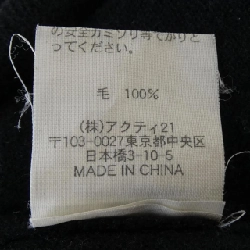 の安全カミソリ等でかりと
ってください。
毛 100%
(株)アクティ21
〒103-0027東京都中央区
日本橋3-10-5
MADE IN CHINA